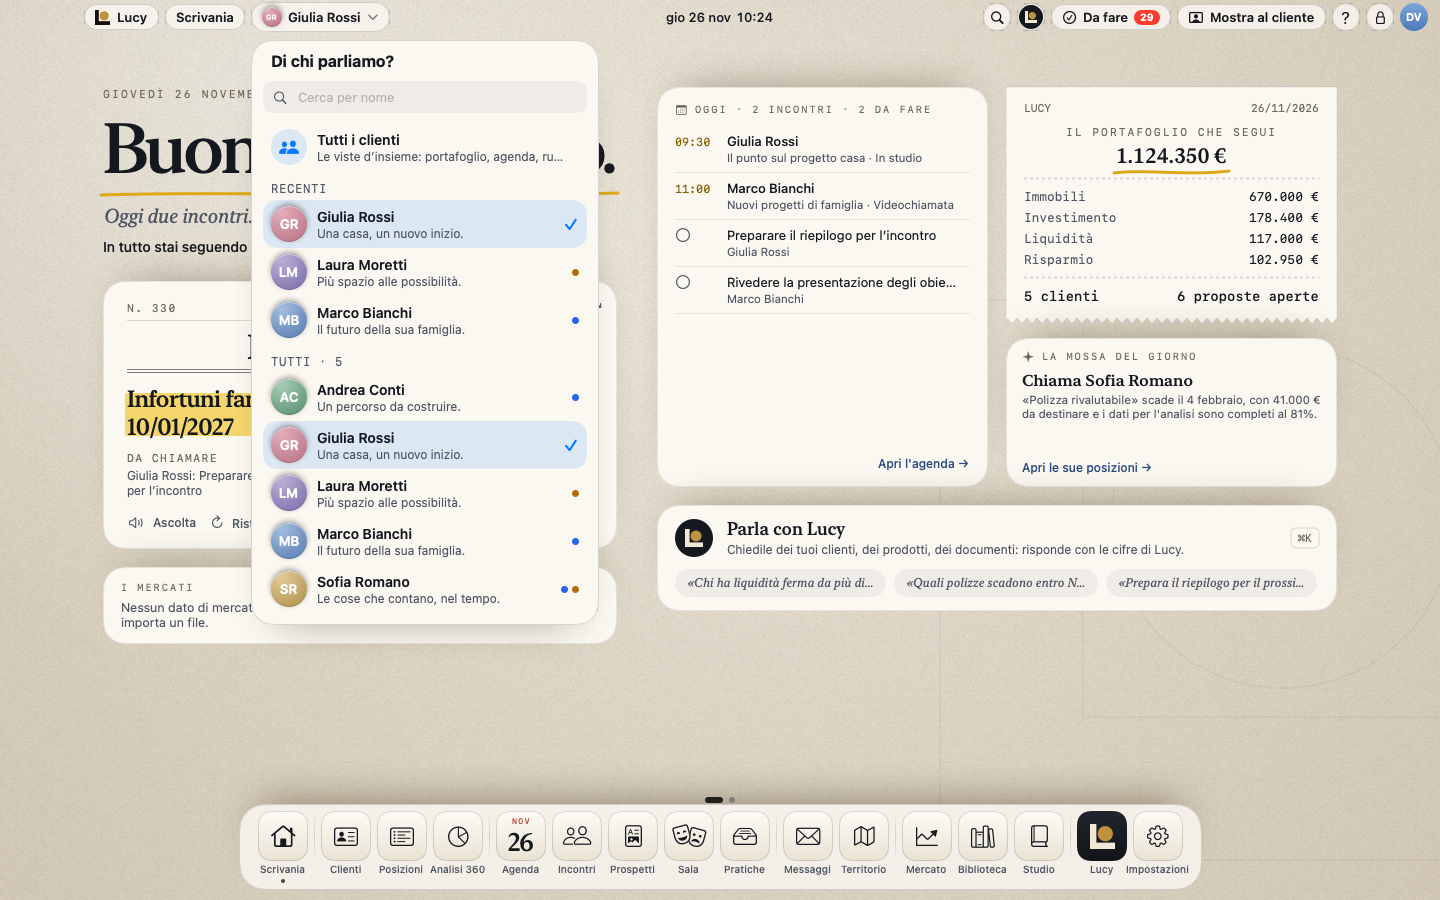 Lucy
Scrivania
GR Giulia Rossi
gio 26 nov 10:24
Da fare 29
Mostra al cliente
?
DV
GIOVEDÌ 26 NOVEME
Buon
o.
Oggi due incontri.
In tutto stai seguendo
N. 330
Infortuni fan
10/01/2027
DA CHIAMARE
Giulia Rossi: Preparare
per l'incontro
Ascolta
Rist
I MERCATI
Nessun dato di mercat
importa un file.
Di chi parliamo?
Cerca per nome
Tutti i clienti
Le viste d'insieme: portafoglio, agenda, ru...
RECENTI
GR Giulia Rossi
Una casa, un nuovo inizio.
LM Laura Moretti
Più spazio alle possibilità.
MB Marco Bianchi
Il futuro della sua famiglia.
TUTTI · 5
AC Andrea Conti
Un percorso da costruire.
GR Giulia Rossi
Una casa, un nuovo inizio.
LM Laura Moretti
Più spazio alle possibilità.
MB Marco Bianchi
Il futuro della sua famiglia.
SR Sofia Romano
Le cose che contano, nel tempo.
OGGI · 2 INCONTRI · 2 DA FARE
09:30 Giulia Rossi
Il punto sul progetto casa · In studio
11:00 Marco Bianchi
Nuovi progetti di famiglia · Videochiamata
Preparare il riepilogo per l'incontro
Giulia Rossi
Rivedere la presentazione degli obie...
Marco Bianchi
Apri l'agenda →
LUCY 26/11/2026
IL PORTAFOGLIO CHE SEGUI
1.124.350 €
Immobili 670.000 €
Investimento 178.400 €
Liquidità 117.000 €
Risparmio 102.950 €
5 clienti 6 proposte aperte
LA MOSSA DEL GIORNO
Chiama Sofia Romano
«Polizza rivalutabile» scade il 4 febbraio, con 41.000 €
da destinare e i dati per l'analisi sono completi al 81%.
Apri le sue posizioni →
Parla con Lucy
Chiedile dei tuoi clienti, dei prodotti, dei documenti: risponde con le cifre di Lucy.
⌘K
«Chi ha liquidità ferma da più di...
«Quali polizze scadono entro N...
«Prepara il riepilogo per il prossi...
NOV
26
Scrivania
Clienti
Posizioni
Analisi 360
Agenda
Incontri
Prospetti
Sala
Pratiche
Messaggi
Territorio
Mercato
Biblioteca
Studio
Lucy
Impostazioni